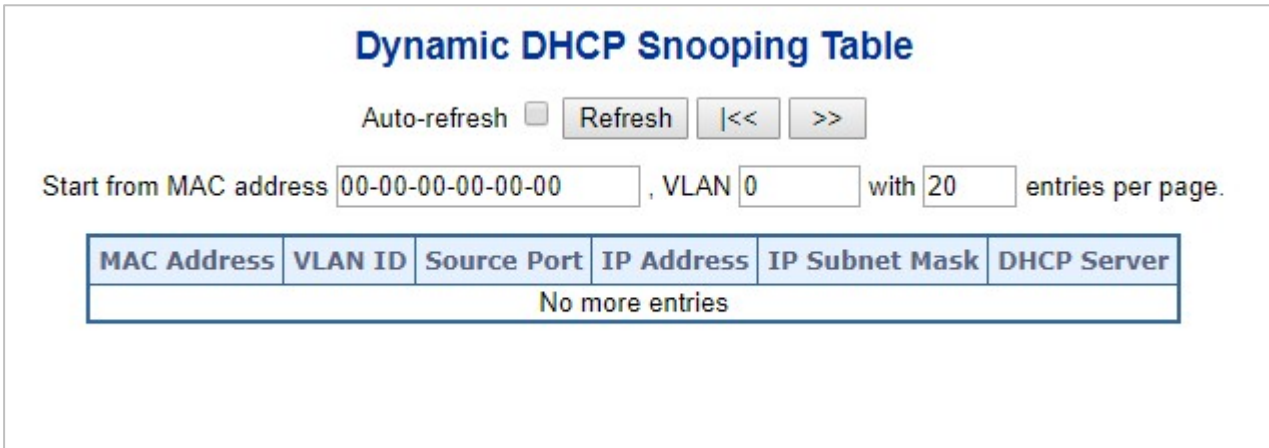 Dynamic DHCP Snooping Table
Auto-refresh Refresh |<< >>
Start from MAC address 00-00-00-00-00-00 , VLAN 0 with 20 entries per page.
MAC Address VLAN ID Source Port IP Address IP Subnet Mask DHCP Server
No more entries